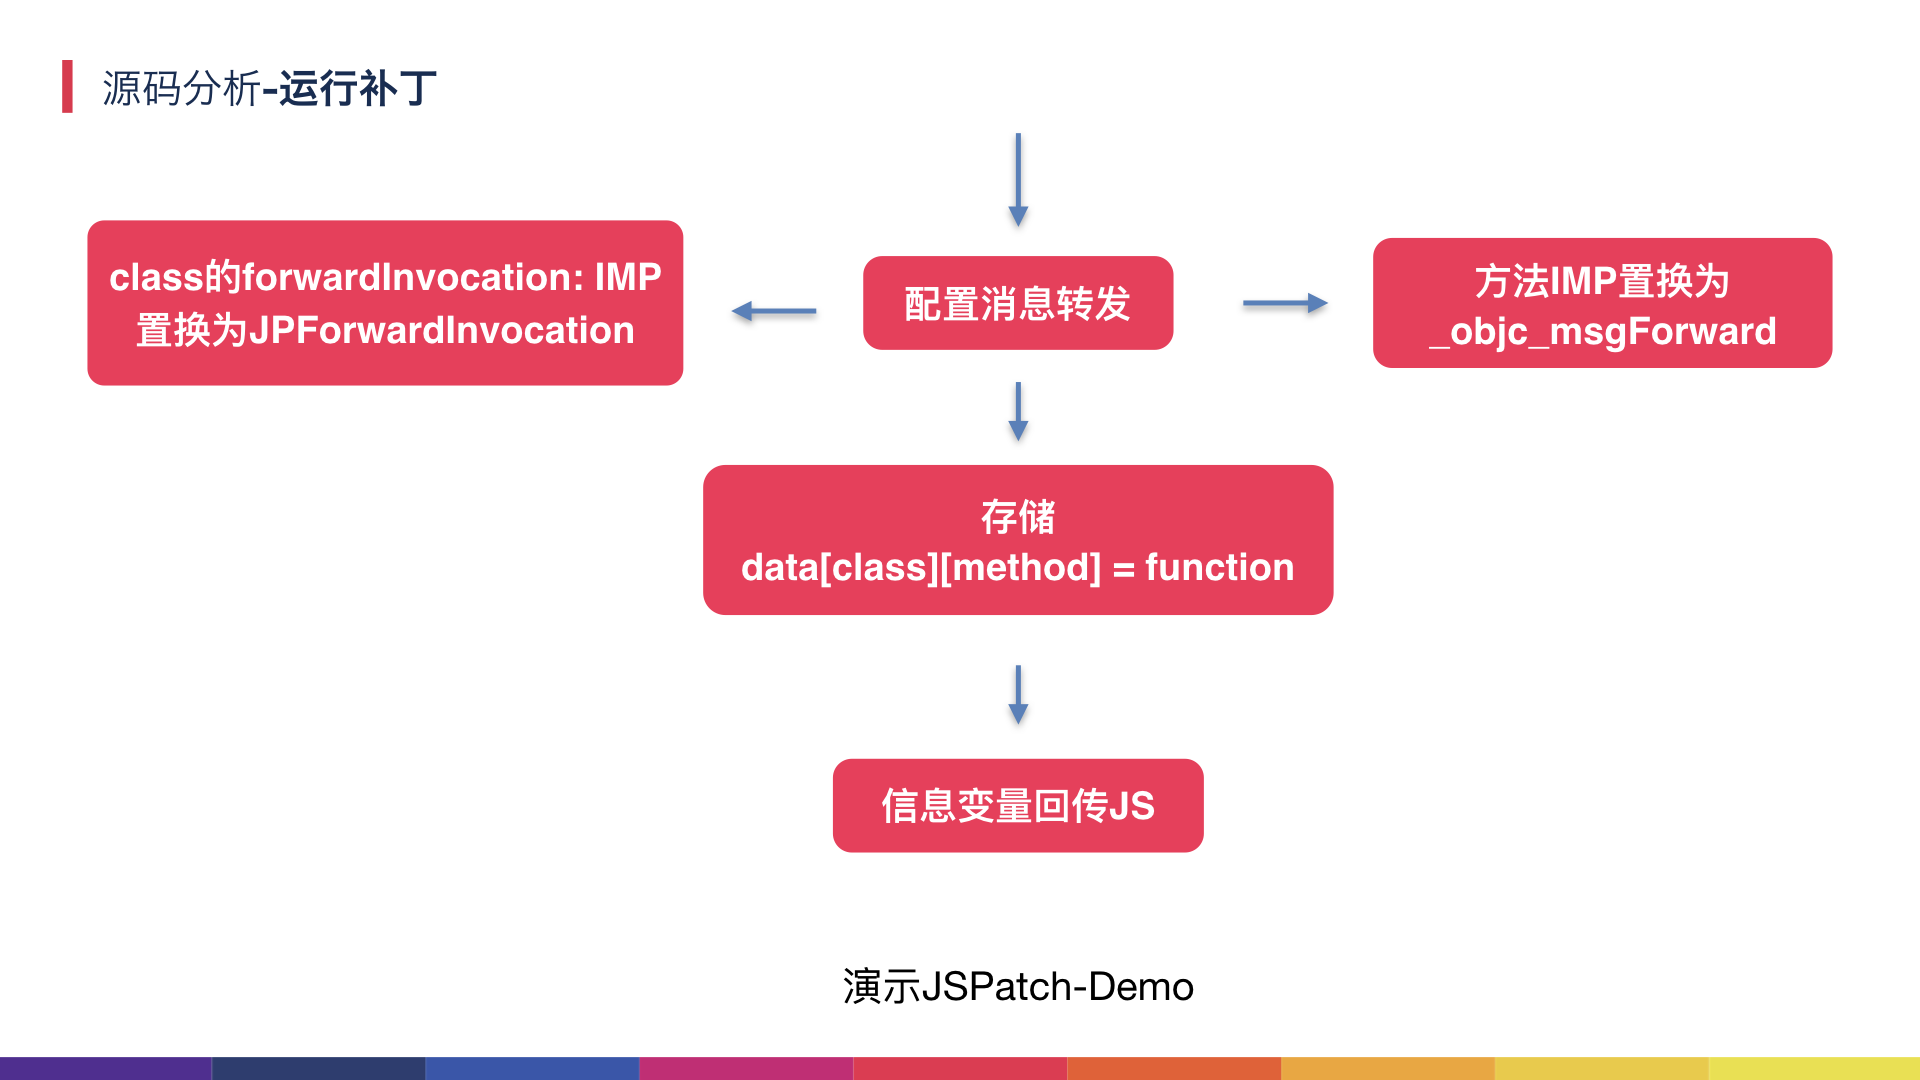 源码分析-运行补丁
class的forwardInvocation: IMP
置换为JPForwardInvocation
配置消息转发
方法IMP置换为
_objc_msgForward
存储
data[class][method] = function
信息变量回传JS
演示JSPatch-Demo